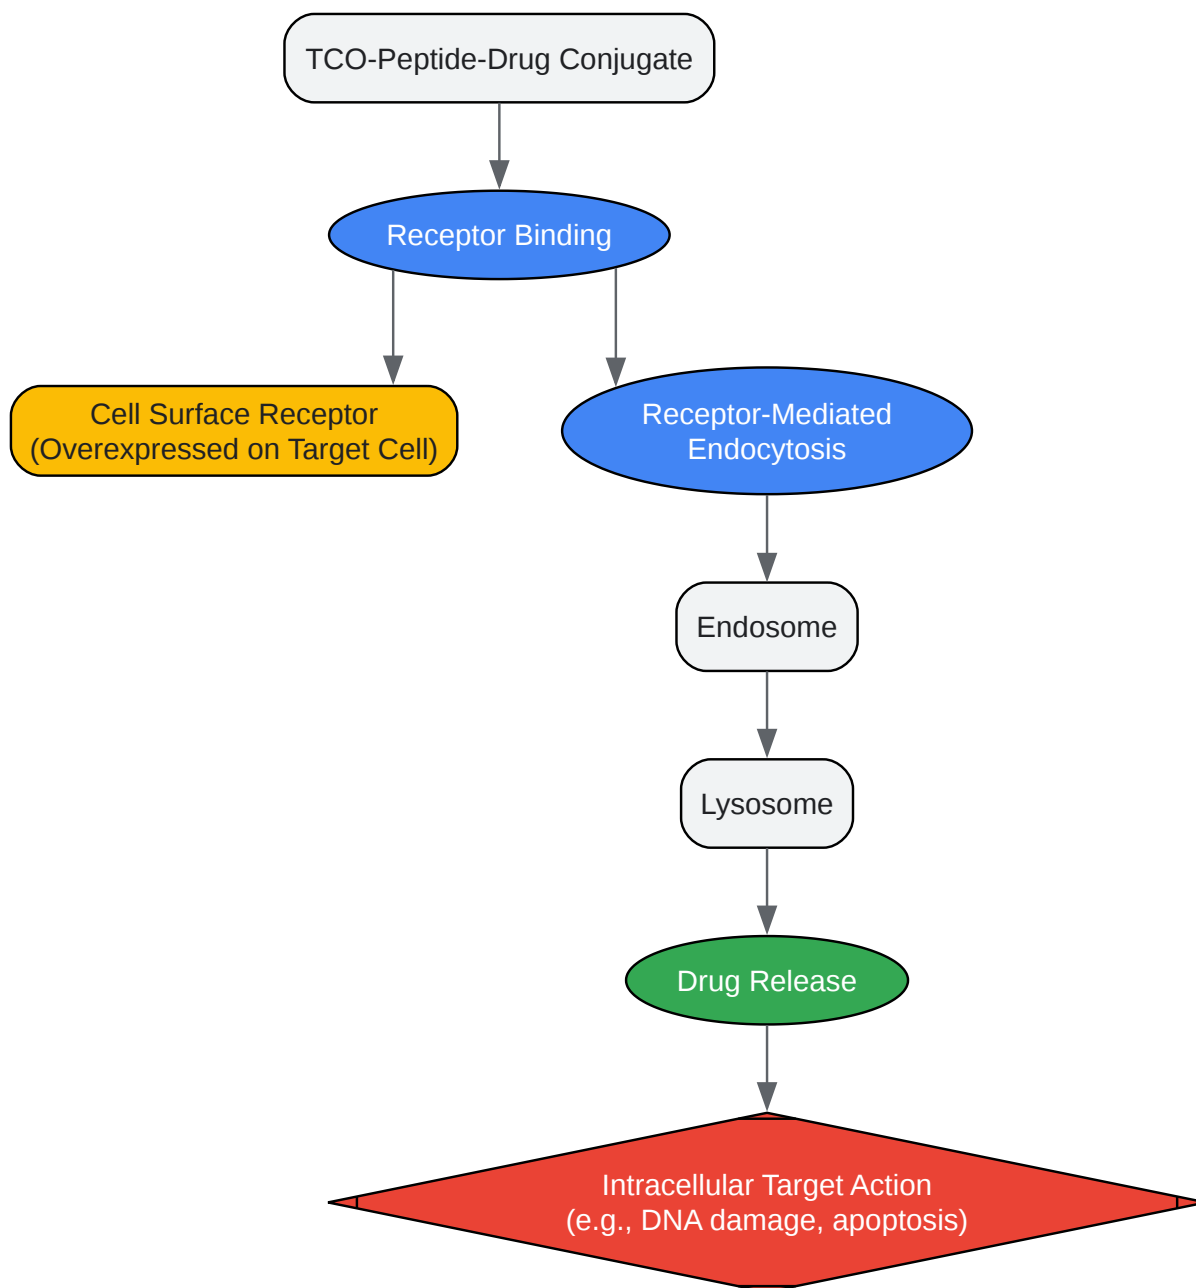 TCO-Peptide-Drug Conjugate
Receptor Binding
Cell Surface Receptor
(Overexpressed on Target Cell)
Receptor-Mediated
Endocytosis
Endosome
Lysosome
Drug Release
Intracellular Target Action
(e.g., DNA damage, apoptosis)